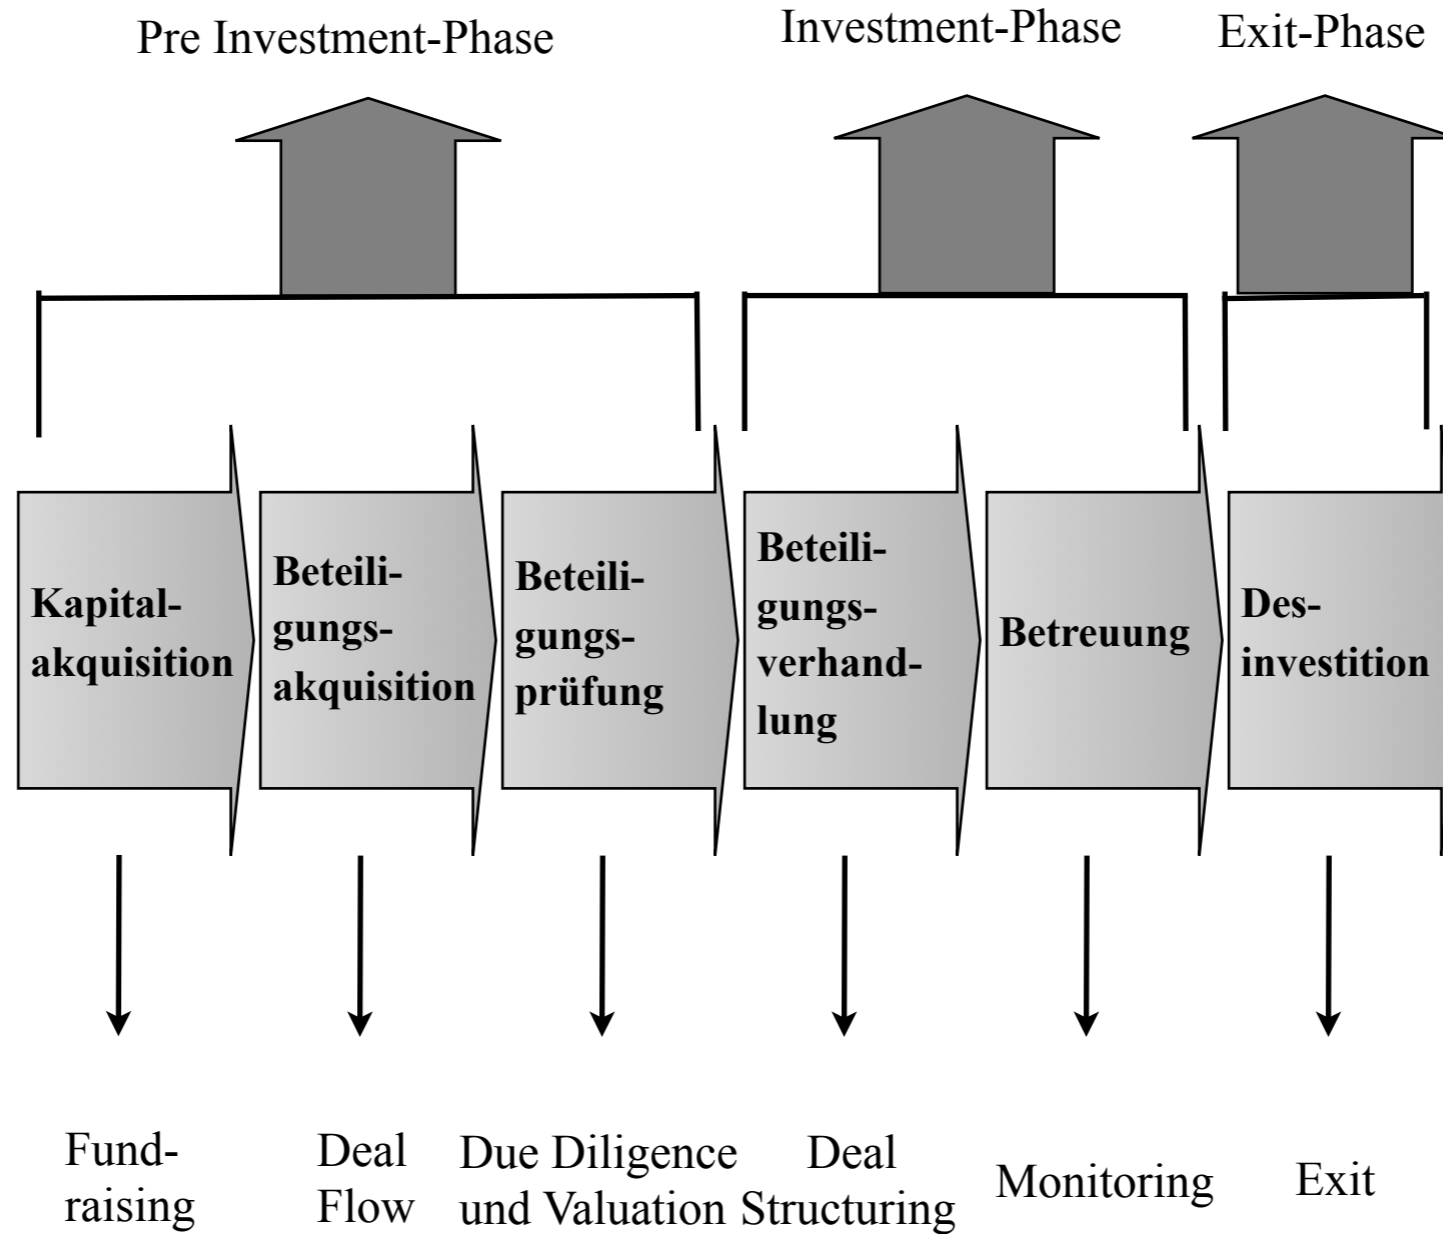 Pre Investment-Phase
Investment-Phase
Exit-Phase
Kapital-
akquisition
Beteili-
gungs-
akquisition
Beteili-
gungs-
prüfung
Beteili-
gungs-
verhand-
lung
Betreuung
Des-
investition
Fund-
raising
Deal
Flow
Due Diligence
und Valuation
Deal
Structuring
Monitoring
Exit